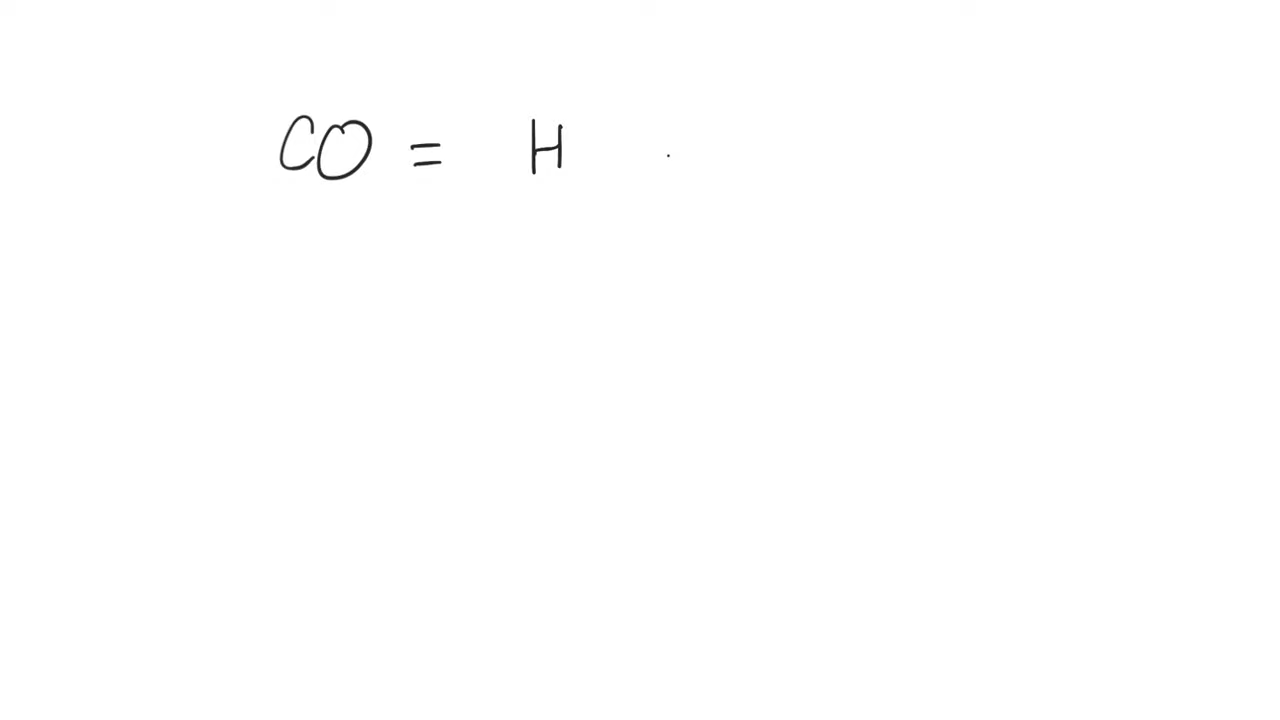 CO = H